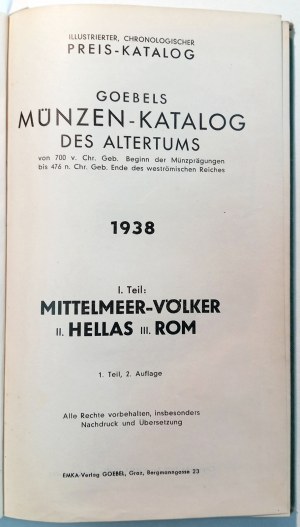 ILLUSTRIERTER, CHRONOLOGISCHER
PREIS-KATALOG
GOEBELS
MÜNZEN-KATALOG
DES ALTERTUMS
von 700 v. Chr. Geb. Beginn der Münzprägungen
bis 476 n. Chr. Geb. Ende des weströmischen Reiches
1938
I. Teil:
MITTELMEER-VÖLKER
II. HELLAS III. ROM
1. Teil, 2. Auflage
Alle Rechte vorbehalten, insbesonders
Nachdruck und Übersetzung
EMKA-Verlag GOEBEL, Graz, Bergmanngasse 23